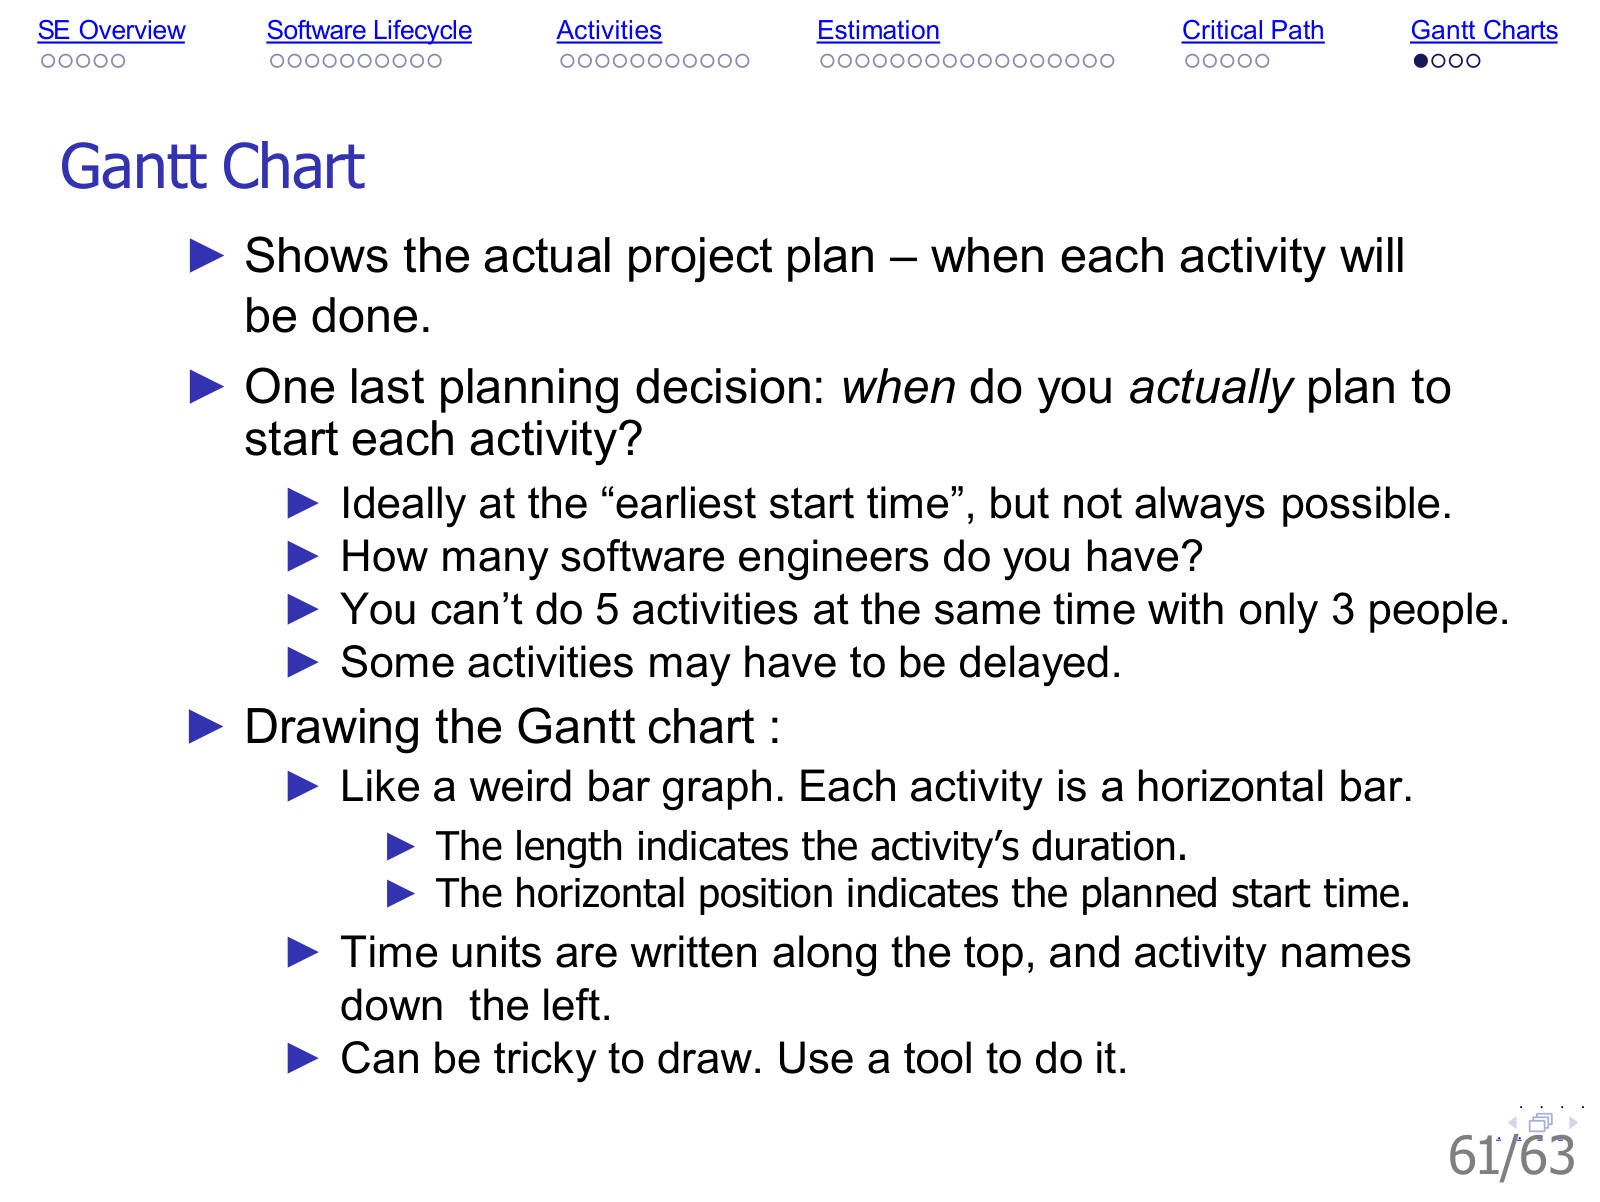 SE Overview Software Lifecycle Activities Estimation Critical Path Gantt Charts
Gantt Chart
Shows the actual project plan – when each activity will
be done.
One last planning decision: when do you actually plan to
start each activity?
Ideally at the “earliest start time”, but not always possible.
How many software engineers do you have?
You can’t do 5 activities at the same time with only 3 people.
Some activities may have to be delayed.
Drawing the Gantt chart :
Like a weird bar graph. Each activity is a horizontal bar.
The length indicates the activity’s duration.
The horizontal position indicates the planned start time.
Time units are written along the top, and activity names
down the left.
Can be tricky to draw. Use a tool to do it.
61/63